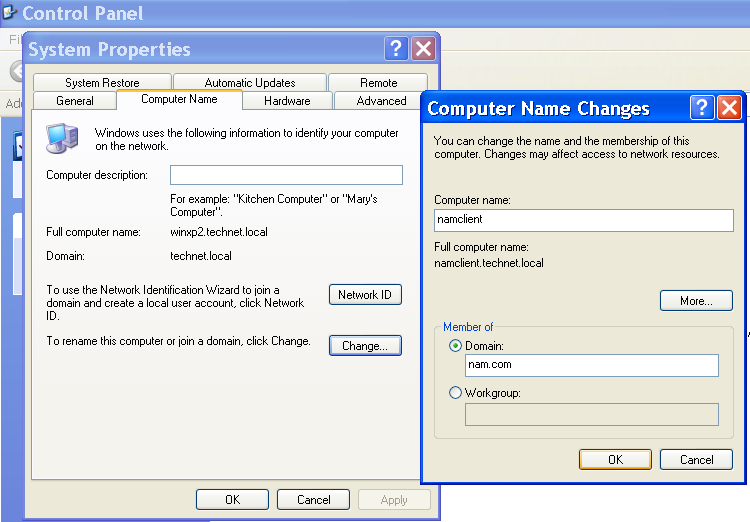 Control Panel
System Properties
System Restore Automatic Updates Remote
General Computer Name Hardware Advanced
Windows uses the following information to identify your computer
on the network.
Computer description:
For example: "Kitchen Computer" or "Mary's
Computer".
Full computer name: winxp2.technet.local
Domain: technet.local
To use the Network Identification Wizard to join a
domain and create a local user account, click Network
ID.
Network ID
To rename this computer or join a domain, click Change.
Change...
OK Cancel Apply
Computer Name Changes
You can change the name and the membership of this
computer. Changes may affect access to network resources.
Computer name:
namclient
Full computer name:
namclient.technet.local
More...
Member of
Domain:
nam.com
Workgroup:
OK Cancel